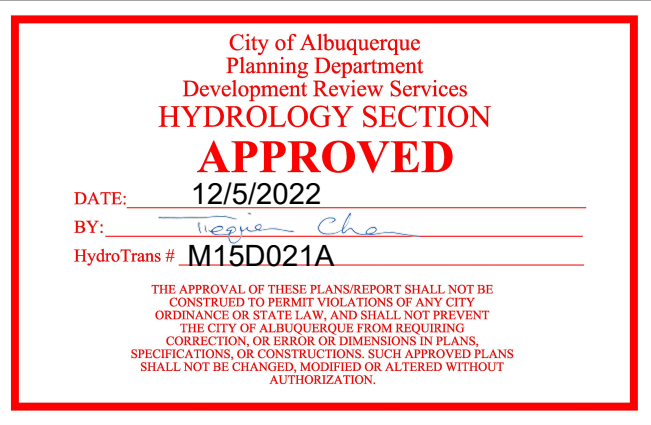 City of Albuquerque
Planning Department
Development Review Services
HYDROLOGY SECTION
APPROVED
DATE: 12/5/2022
BY: Chen
HydroTrans # M15D021A
THE APPROVAL OF THESE PLANS/REPORT SHALL NOT BE
CONSTRUED TO PERMIT VIOLATIONS OF ANY CITY
ORDINANCE OR STATE LAW, AND SHALL NOT PREVENT
THE CITY OF ALBUQUERQUE FROM REQUIRING
CORRECTION, OR ERROR OR DIMENSIONS IN PLANS,
SPECIFICATIONS, OR CONSTRUCTIONS. SUCH APPROVED PLANS
SHALL NOT BE CHANGED, MODIFIED OR ALTERED WITHOUT
AUTHORIZATION.